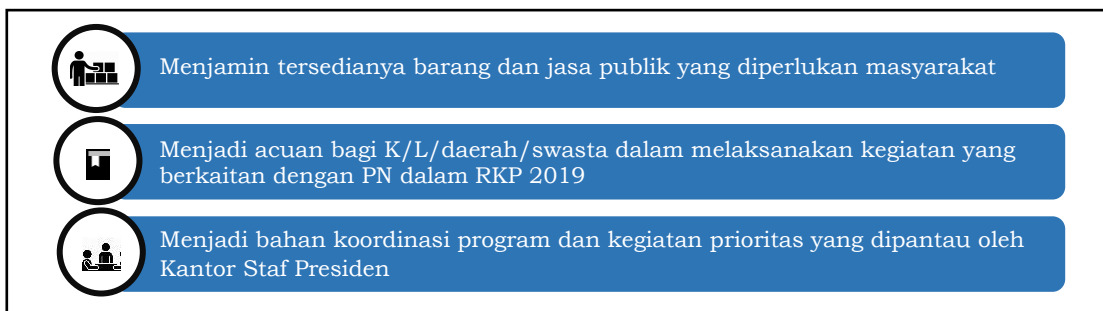 Menjamin tersedianya barang dan jasa publik yang diperlukan masyarakat
Menjadi acuan bagi K/L/daerah/swasta dalam melaksanakan kegiatan yang
berkaitan dengan PN dalam RKP 2019
Menjadi bahan koordinasi program dan kegiatan prioritas yang dipantau oleh
Kantor Staf Presiden